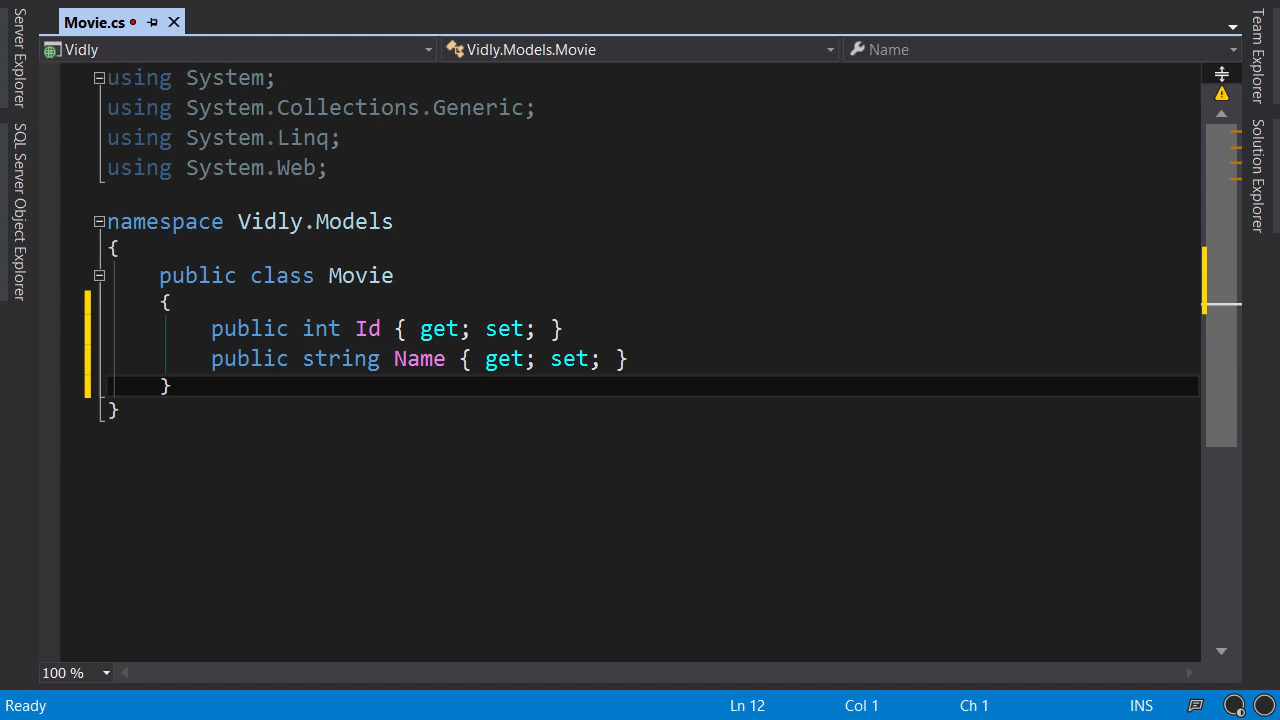 Server Explorer
SQL Server Object Explorer
Movie.cs
Vidly
Vidly.Models.Movie
Name
using System;
using System.Collections.Generic;
using System.Linq;
using System.Web;
namespace Vidly.Models
{
public class Movie
{
public int Id { get; set; }
public string Name { get; set; }
}
}
Team Explorer
Solution Explorer
100 %
Ready
Ln 12
Col 1
Ch 1
INS